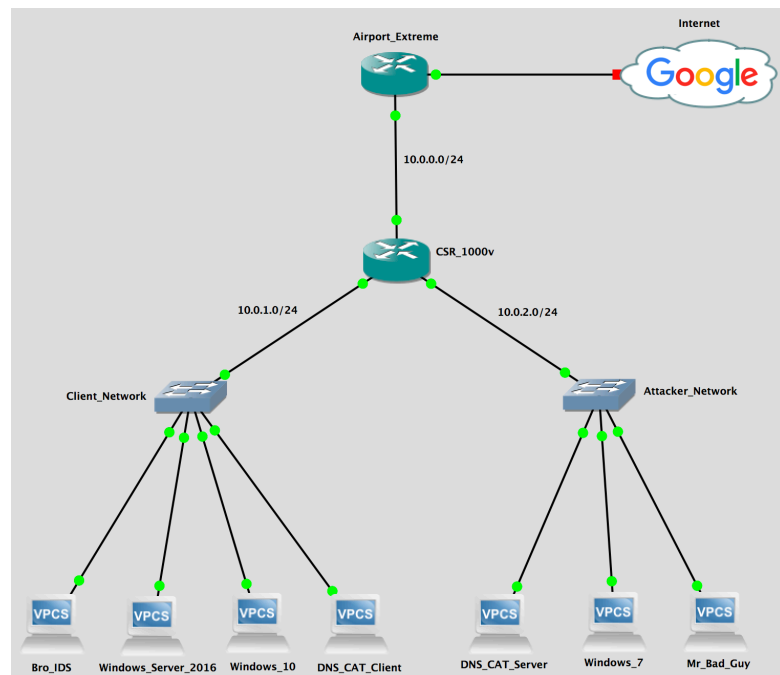 Internet
Airport_Extreme
Google
10.0.0.0/24
CSR_1000v
10.0.1.0/24
10.0.2.0/24
Client_Network
Attacker_Network
VPCS
VPCS
VPCS
VPCS
VPCS
VPCS
VPCS
Bro_IDS
Windows_Server_2016
Windows_10
DNS_CAT_Client
DNS_CAT_Server
Windows_7
Mr_Bad_Guy